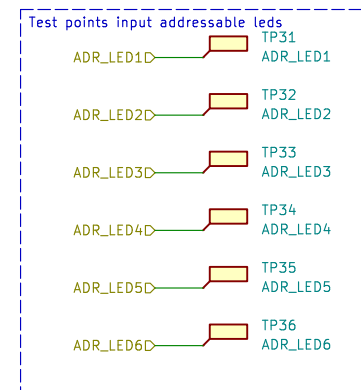 Test points input addressable leds
TP31
ADR_LED1 ADR_LED1
TP32
ADR_LED2 ADR_LED2
TP33
ADR_LED3 ADR_LED3
TP34
ADR_LED4 ADR_LED4
TP35
ADR_LED5 ADR_LED5
TP36
ADR_LED6 ADR_LED6